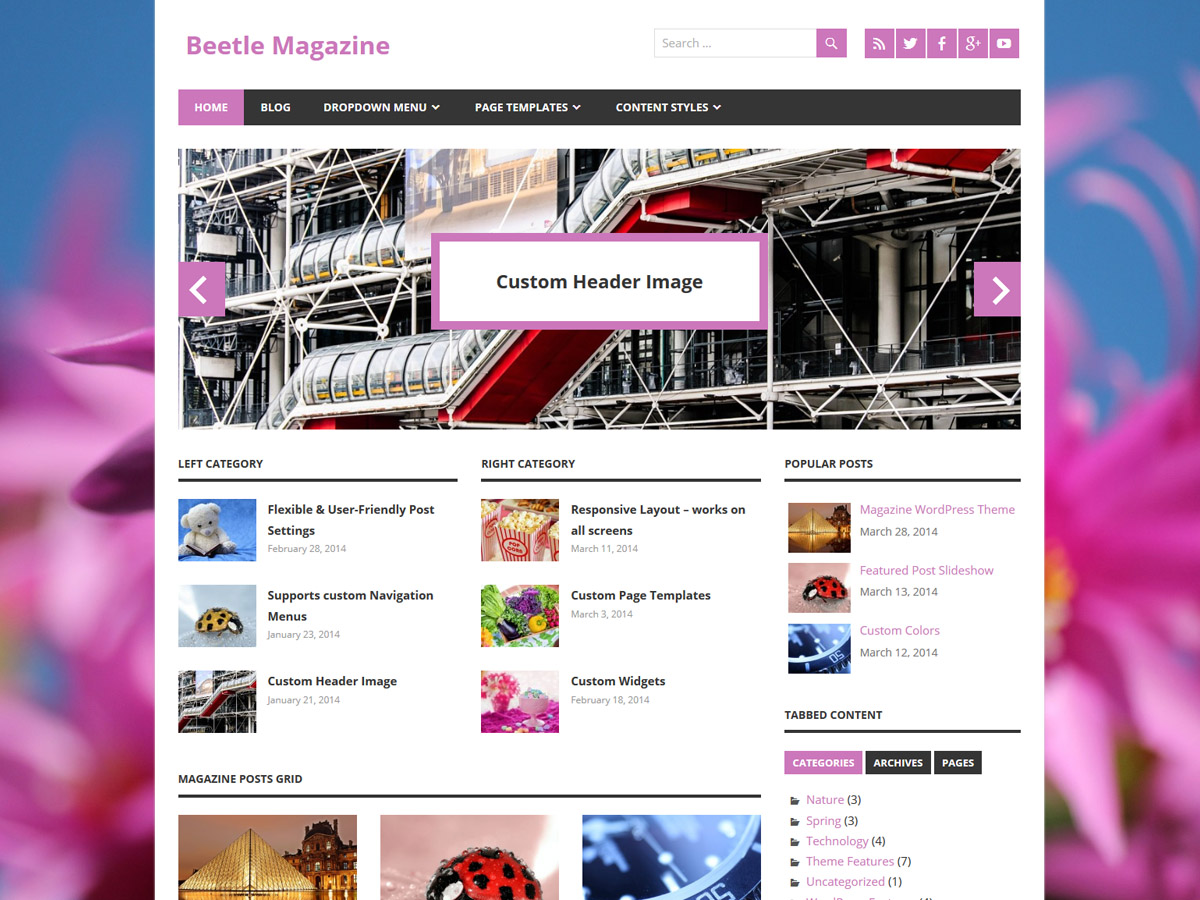 Beetle Magazine
Search ...
HOME BLOG DROPDOWN MENU PAGE TEMPLATES CONTENT STYLES
Custom Header Image
LEFT CATEGORY
Flexible & User-Friendly Post
Settings
February 28, 2014
Supports custom Navigation
Menus
January 23, 2014
Custom Header Image
January 21, 2014
RIGHT CATEGORY
Responsive Layout – works on
all screens
March 11, 2014
Custom Page Templates
March 3, 2014
Custom Widgets
February 18, 2014
POPULAR POSTS
Magazine WordPress Theme
March 28, 2014
Featured Post Slideshow
March 13, 2014
Custom Colors
March 12, 2014
TABBED CONTENT
CATEGORIES ARCHIVES PAGES
Nature (3)
Spring (3)
Technology (4)
Theme Features (7)
Uncategorized (1)
MAGAZINE POSTS GRID